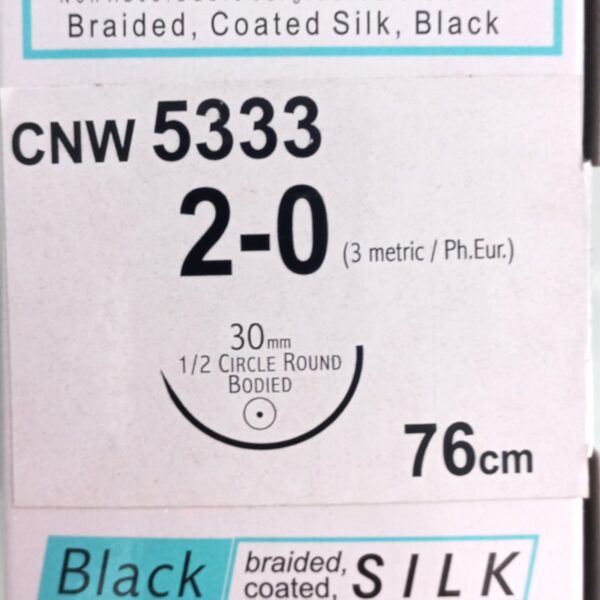 Braided, Coated Silk, Black
CNW 5333
2-0 (3 metric / Ph.Eur.)
30mm
1/2 CIRCLE ROUND
BODIED
76cm
Black braided, coated, SILK